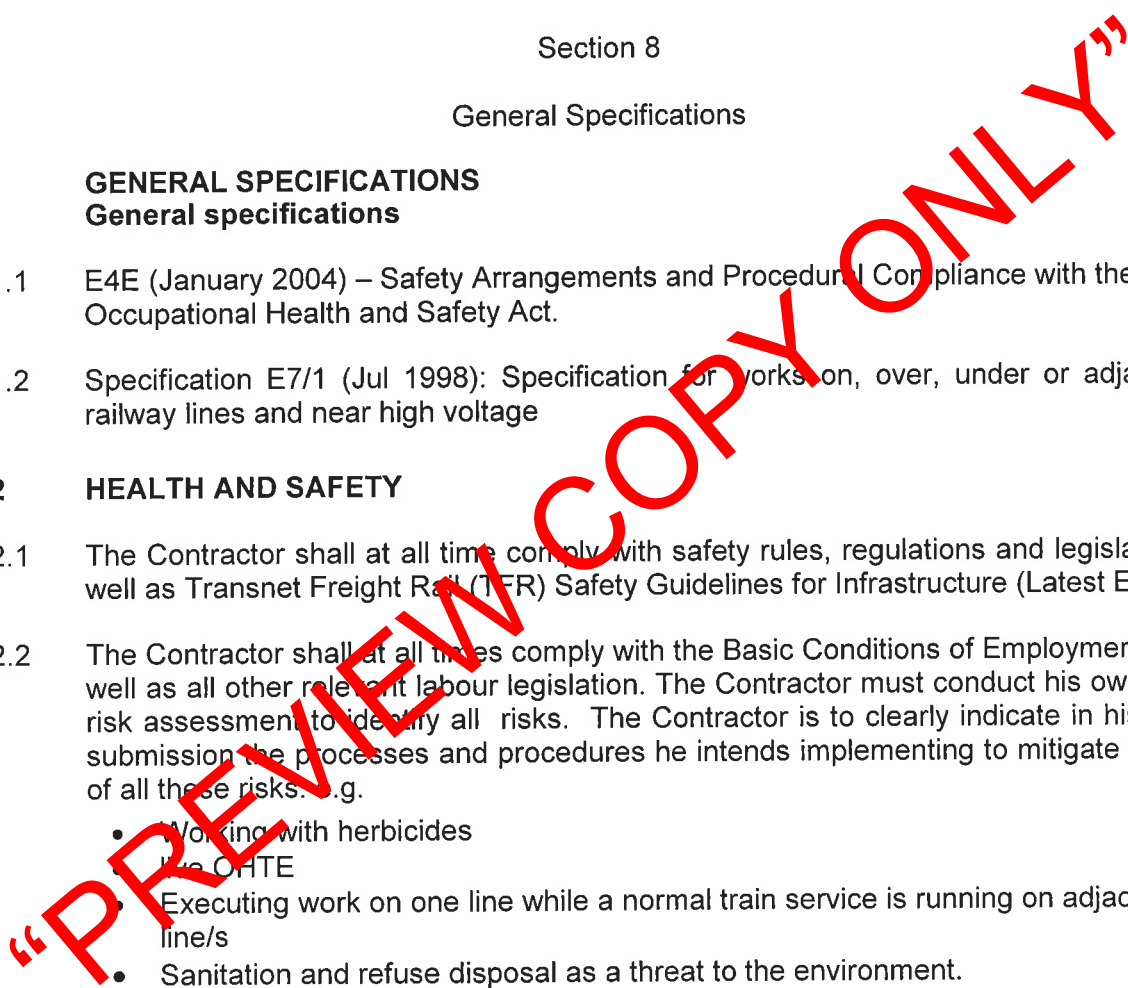 Section 8
General Specifications
GENERAL SPECIFICATIONS
General specifications
.1 E4E (January 2004) – Safety Arrangements and Procedural Compliance with the
Occupational Health and Safety Act.
.2 Specification E7/1 (Jul 1998): Specification for works on, over, under or adja
railway lines and near high voltage
2 HEALTH AND SAFETY
2.1 The Contractor shall at all time comply with safety rules, regulations and legisla
well as Transnet Freight Rail (TFR) Safety Guidelines for Infrastructure (Latest E
2.2 The Contractor shall at all times comply with the Basic Conditions of Employmen
well as all other relevant labour legislation. The Contractor must conduct his ow
risk assessment to identify all risks. The Contractor is to clearly indicate in his
submission the processes and procedures he intends implementing to mitigate
of all these risks. e.g.
• Working with herbicides
• live OHTE
• Executing work on one line while a normal train service is running on adjac
line/s
• Sanitation and refuse disposal as a threat to the environment.
“PREVIEW COPY ONLY”